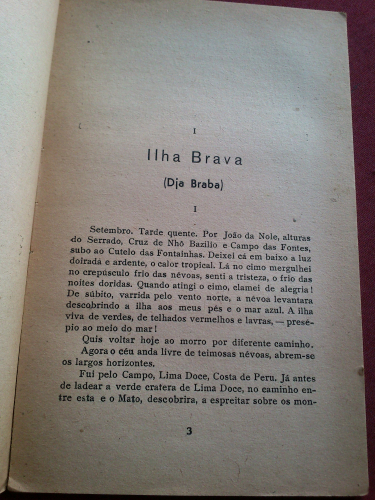 I
Ilha Brava
(Dja Braba)
I
Setembro. Tarde quente. Por João da Nole, alturas
do Serrado, Cruz de Nhô Bazílio e Campo das Fontes,
subo ao Cutelo das Fontainhas. Deixei cá em baixo a luz
doirada e ardente, o calor tropical. Lá no cimo mergulhei
no crepúsculo frio das névoas, senti a tristeza, o frio das
noites doridas. Quando atingi o cimo, clamei de alegria!
De súbito, varrida pelo vento norte, a névoa levantara
descobrindo a ilha aos meus pés e o mar azul. A ilha
viva de verdes, de telhados vermelhos e lavras, — presé-
pio ao meio do mar!
Quis voltar hoje ao morro por diferente caminho.
Agora o céu anda livre de teimosas névoas, abrem-se
os largos horizontes.
Fui pelo Campo, Lima Doce, Costa de Peru. Já antes
de ladear a verde cratera de Lima Doce, no caminho en-
tre esta e o Mato, descobrira, a espreitar sobre os mon-
3